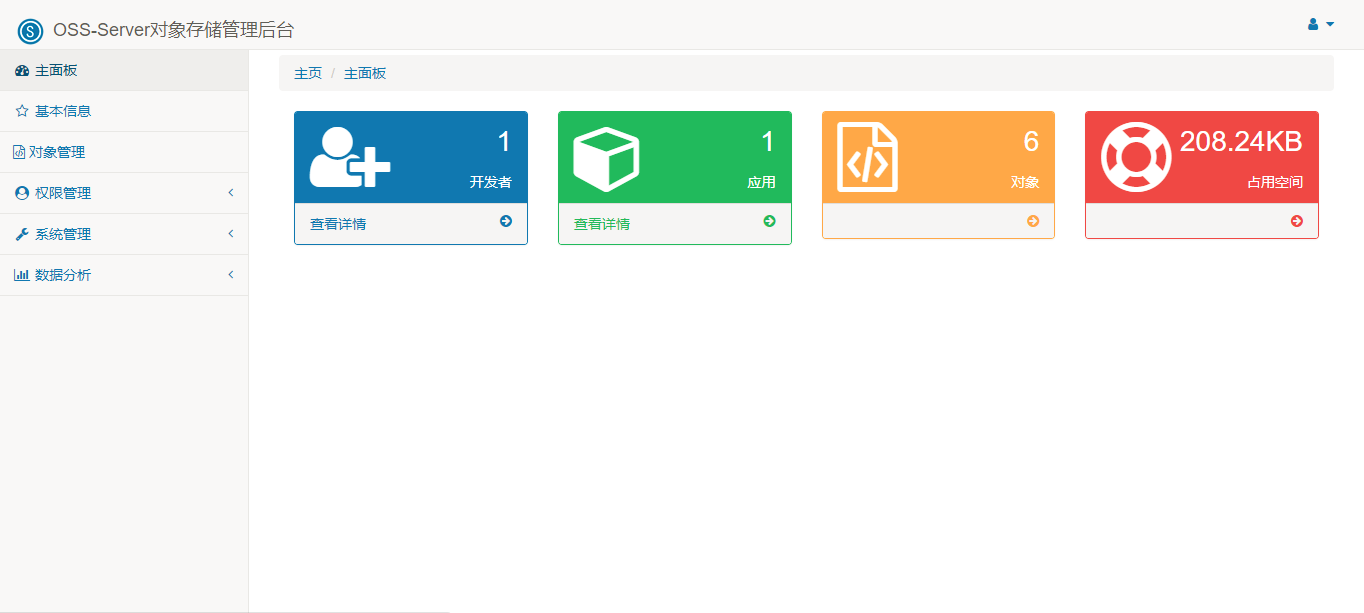 OSS-Server对象存储管理后台
主面板
基本信息
对象管理
权限管理
系统管理
数据分析
主页 / 主面板
1
开发者
查看详情
1
应用
查看详情
6
对象
208.24KB
占用空间